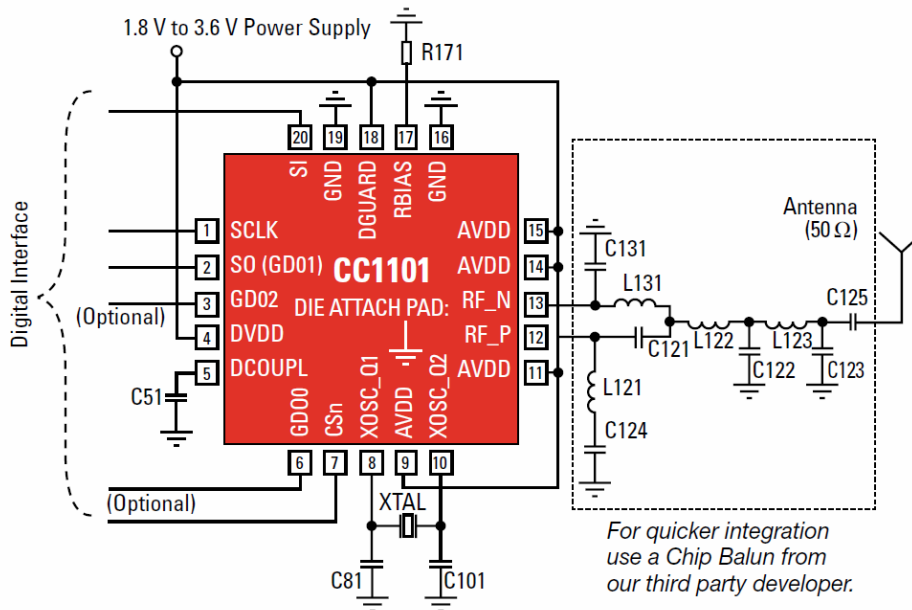 1.8 V to 3.6 V Power Supply
R171
20
19
18
17
16
SI
GND
DGUARD
RBIAS
GND
Digital Interface
1
SCLK
2
SO (GD01)
3
GD02
(Optional)
4
DVDD
5
DCOUPL
C51
CC1101
DIE ATTACH PAD:
AVDD
15
AVDD
14
RF_N
13
RF_P
12
AVDD
11
GDO0
CSn
XOSC_Q1
AVDD
XOSC_Q2
6
7
8
9
10
(Optional)
XTAL
C81
C101
C131
L131
C121
L121
C124
L122
C122
L123
C123
C125
Antenna
(50 Ω)
For quicker integration
use a Chip Balun from
our third party developer.